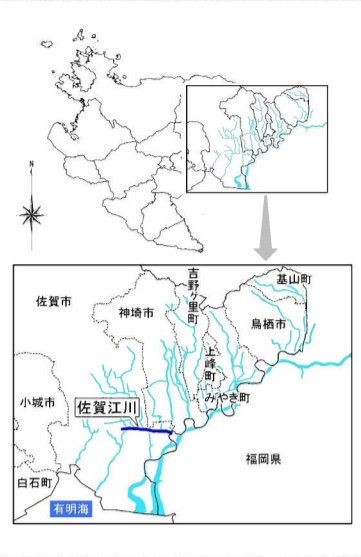 N
基山町
吉野ヶ里町
佐賀市
神埼市
鳥栖市
上峰町
みやき町
小城市
佐賀江川
福岡県
白石町
有明海